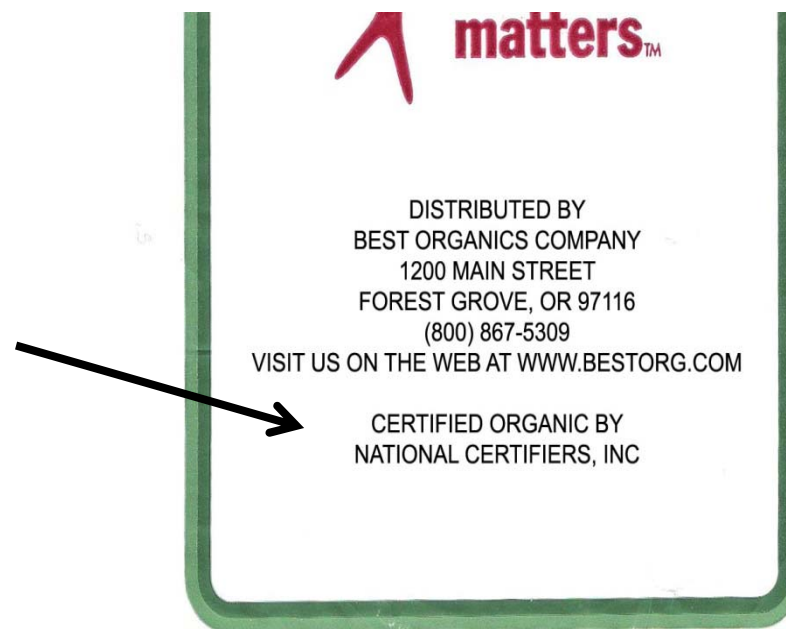 matters™
DISTRIBUTED BY
BEST ORGANICS COMPANY
1200 MAIN STREET
FOREST GROVE, OR 97116
(800) 867-5309
VISIT US ON THE WEB AT WWW.BESTORG.COM
CERTIFIED ORGANIC BY
NATIONAL CERTIFIERS, INC